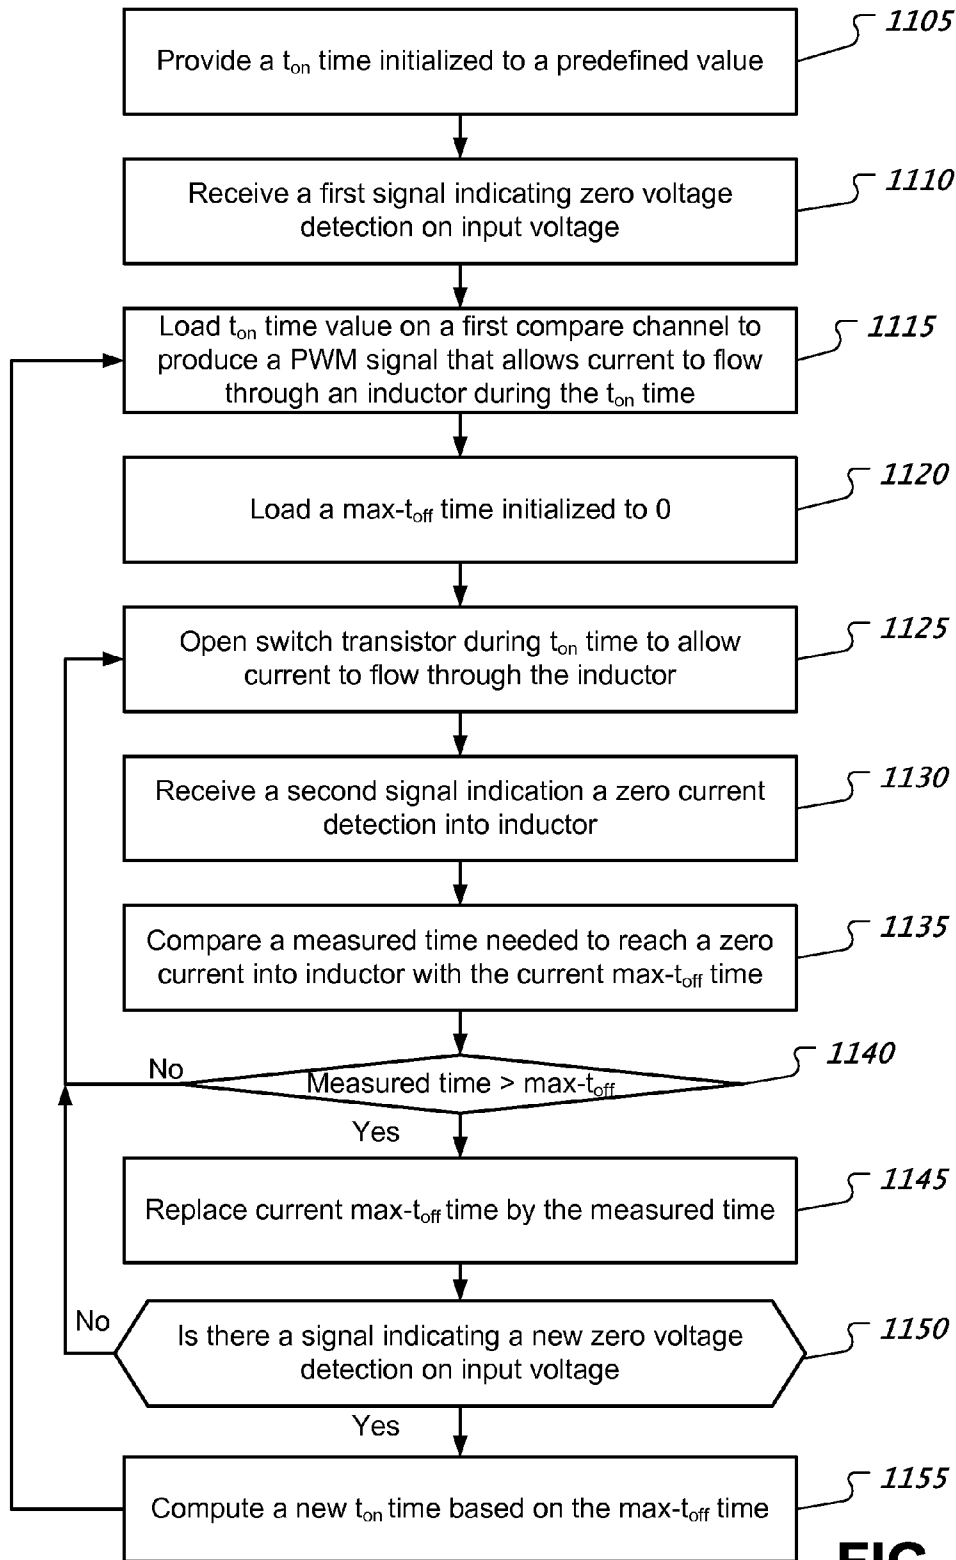 Provide a ton time initialized to a predefined value
1105
Receive a first signal indicating zero voltage
detection on input voltage
1110
Load ton time value on a first compare channel to
produce a PWM signal that allows current to flow
through an inductor during the ton time
1115
Load a max-toff time initialized to 0
1120
Open switch transistor during ton time to allow
current to flow through the inductor
1125
Receive a second signal indication a zero current
detection into inductor
1130
Compare a measured time needed to reach a zero
current into inductor with the current max-toff time
1135
Measured time > max-toff
1140
No
Yes
Replace current max-toff time by the measured time
1145
Is there a signal indicating a new zero voltage
detection on input voltage
1150
No
Yes
Compute a new ton time based on the max-toff time
1155
FIG